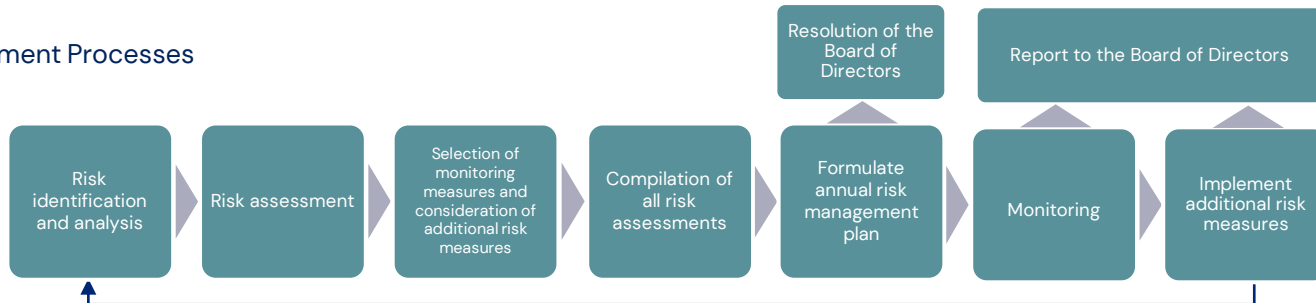 ment Processes
Resolution of the
Board of
Directors
Report to the Board of Directors
Risk
identification
and analysis
Risk assessment
Selection of
monitoring
measures and
consideration of
additional risk
measures
Compilation of
all risk
assessments
Formulate
annual risk
management
plan
Monitoring
Implement
additional risk
measures